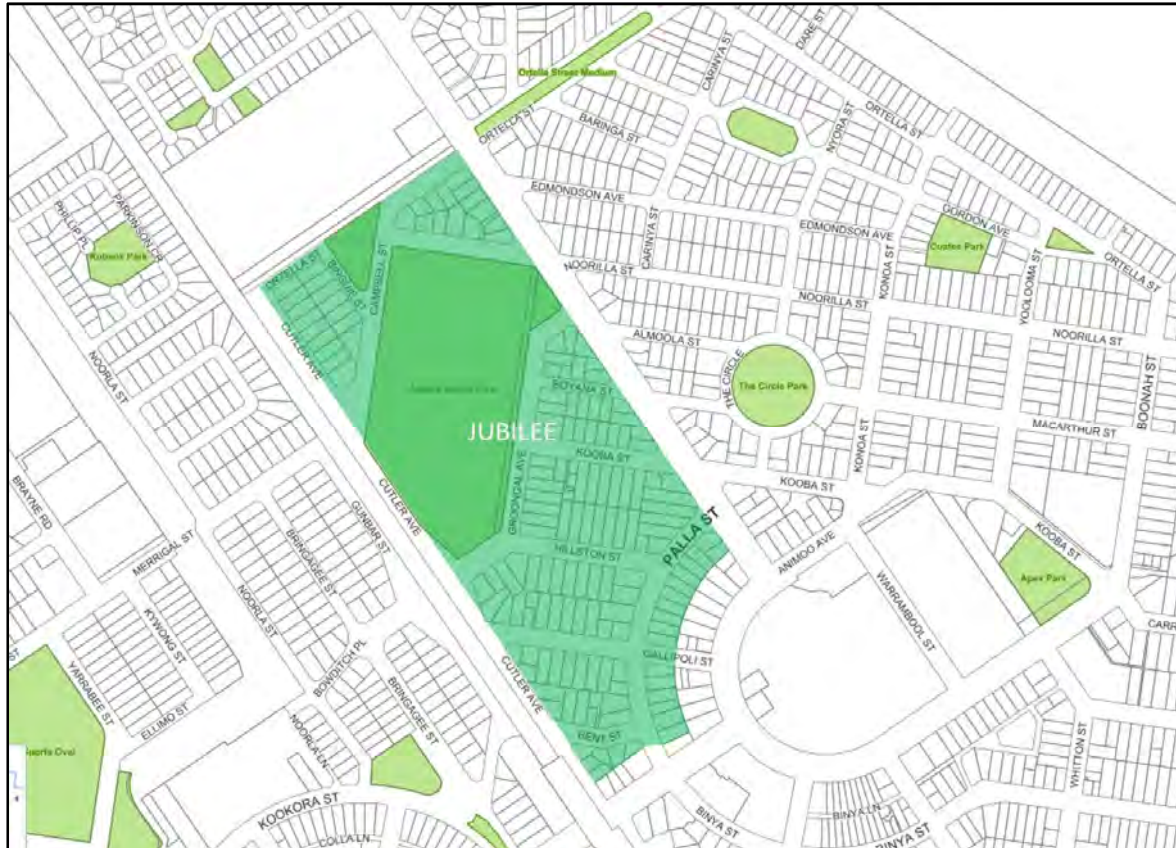 Ortella Street Medium
DARE ST
CARINYA ST
ORTELLA ST
ORTELLA ST
BARINGA ST
NYORA ST
EDMONDSON AVE
PARKINSON CR
PHILLIP PL
Kubank Park
GORDON AVE
EDMONDSON AVE
CARINYA ST
KONOA ST
Coates Park
ORTELLA ST
CAMPBELL ST
ORTELLA ST
BINGUR ST
NOORILLA ST
YOOLOOMA ST
NOORILLA ST
NOORILLA ST
CUTLER AVE
ALMOOLA ST
NOORLA ST
THE CIRCLE
The Circle Park
BOONAH ST
BOYANA ST
MACARTHUR ST
JUBILEE
KOOBA ST
KONOA ST
GROONGAL AVE
KOOBA ST
BRAYNE RD
CUTLER AVE
PALLA ST
KOOBA ST
GUNBAR ST
MERRIGAL ST
BRINGAGEE ST
HILLSTON ST
ANIMOO AVE
WARRAMBOOL ST
Apex Park
NOORLA ST
KYWONG ST
CARR
YARRABEE ST
BOWDITCH PL
GALLIPOLI ST
CUTLER AVE
BRINGAGEE ST
ELLIMO ST
NOORLA LN
BENT ST
WHITTON ST
Oval
KOOKORA ST
BINYA ST
BINYA LN
BINYA ST
COLLA LN